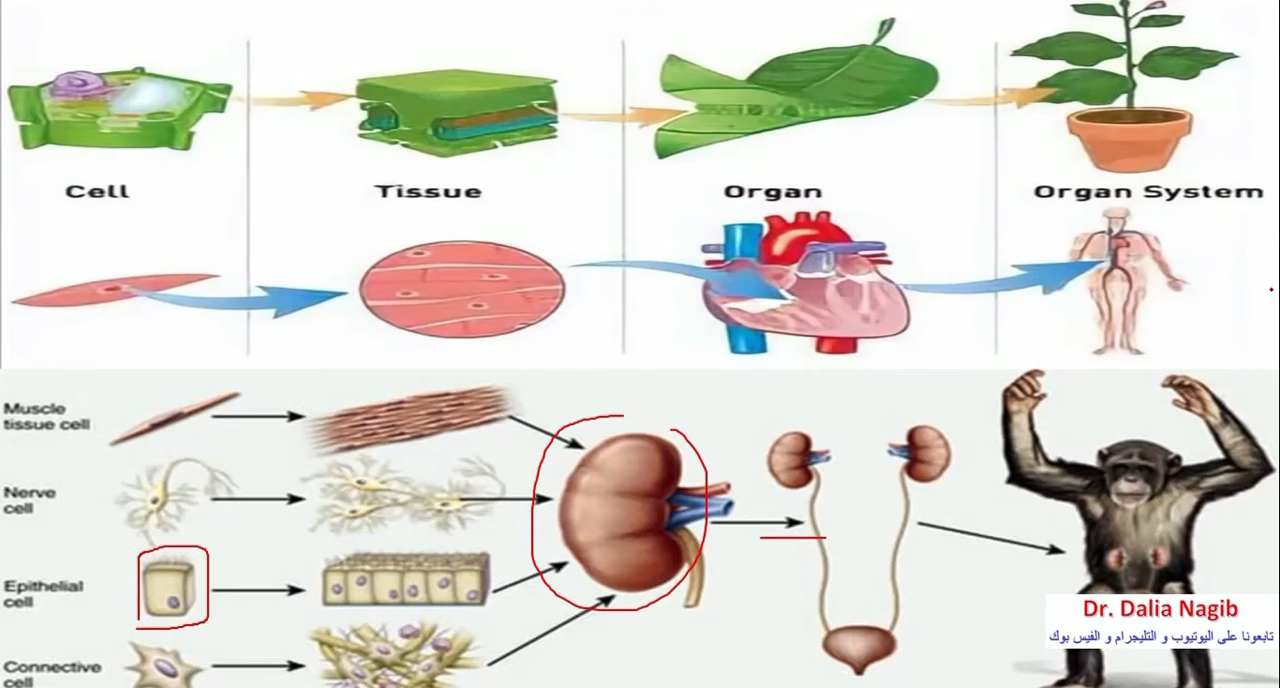 Cell
Tissue
Organ
Organ System
Muscle
tissue cell
Nerve
cell
Epithelial
cell
Connective
cell
Dr. Dalia Nagib
تابعونا على اليوتيوب و التليجرام و الفيس بوك